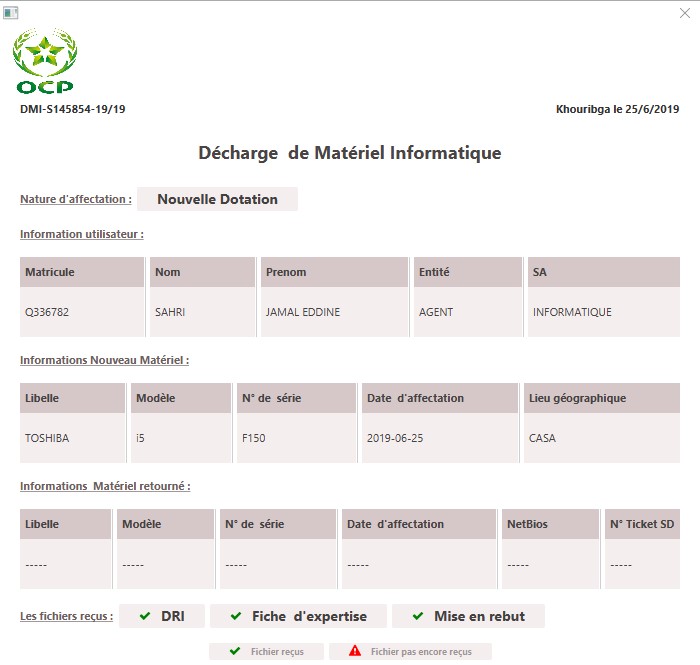 OCP
DMI-S145854-19/19 Khouribga le 25/6/2019
Décharge de Matériel Informatique
Nature d'affectation : Nouvelle Dotation
Information utilisateur :
Matricule Nom Prenom Entité SA
Q336782 SAHRI JAMAL EDDINE AGENT INFORMATIQUE
Informations Nouveau Matériel :
Libelle Modèle N° de série Date d'affectation Lieu géographique
TOSHIBA i5 F150 2019-06-25 CASA
Informations Matériel retourné :
Libelle Modèle N° de série Date d'affectation NetBios N° Ticket SD
----- ----- ----- ----- ----- -----
Les fichiers reçus : DRI Fiche d'expertise Mise en rebut
Fichier reçus Fichier pas encore reçus